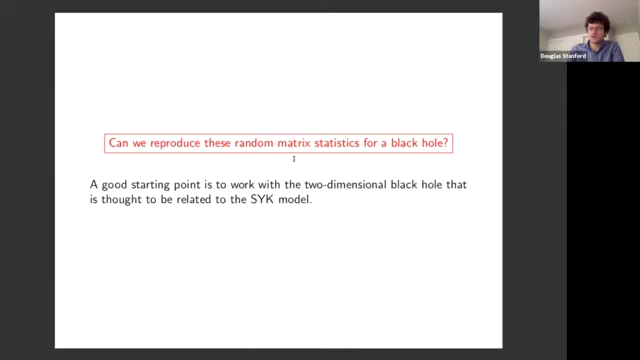 Douglas Stanford
Can we reproduce these random matrix statistics for a black hole?
A good starting point is to work with the two-dimensional black hole that
is thought to be related to the SYK model.